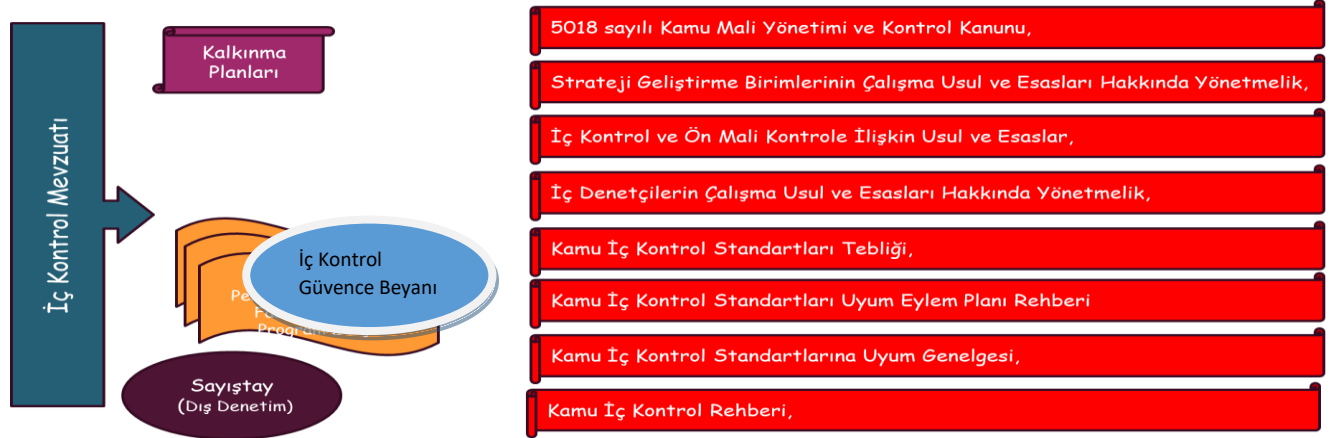 İç Kontrol Mevzuatı
Kalkınma
Planları
İç Kontrol
Güvence Beyanı
Sayıştay
(Dış Denetim)
5018 sayılı Kamu Mali Yönetimi ve Kontrol Kanunu,
Strateji Geliştirme Birimlerinin Çalışma Usul ve Esasları Hakkında Yönetmelik,
İç Kontrol ve Ön Mali Kontrole İlişkin Usul ve Esaslar,
İç Denetçilerin Çalışma Usul ve Esasları Hakkında Yönetmelik,
Kamu İç Kontrol Standartları Tebliği,
Kamu İç Kontrol Standartları Uyum Eylem Planı Rehberi
Kamu İç Kontrol Standartlarına Uyum Genelgesi,
Kamu İç Kontrol Rehberi,